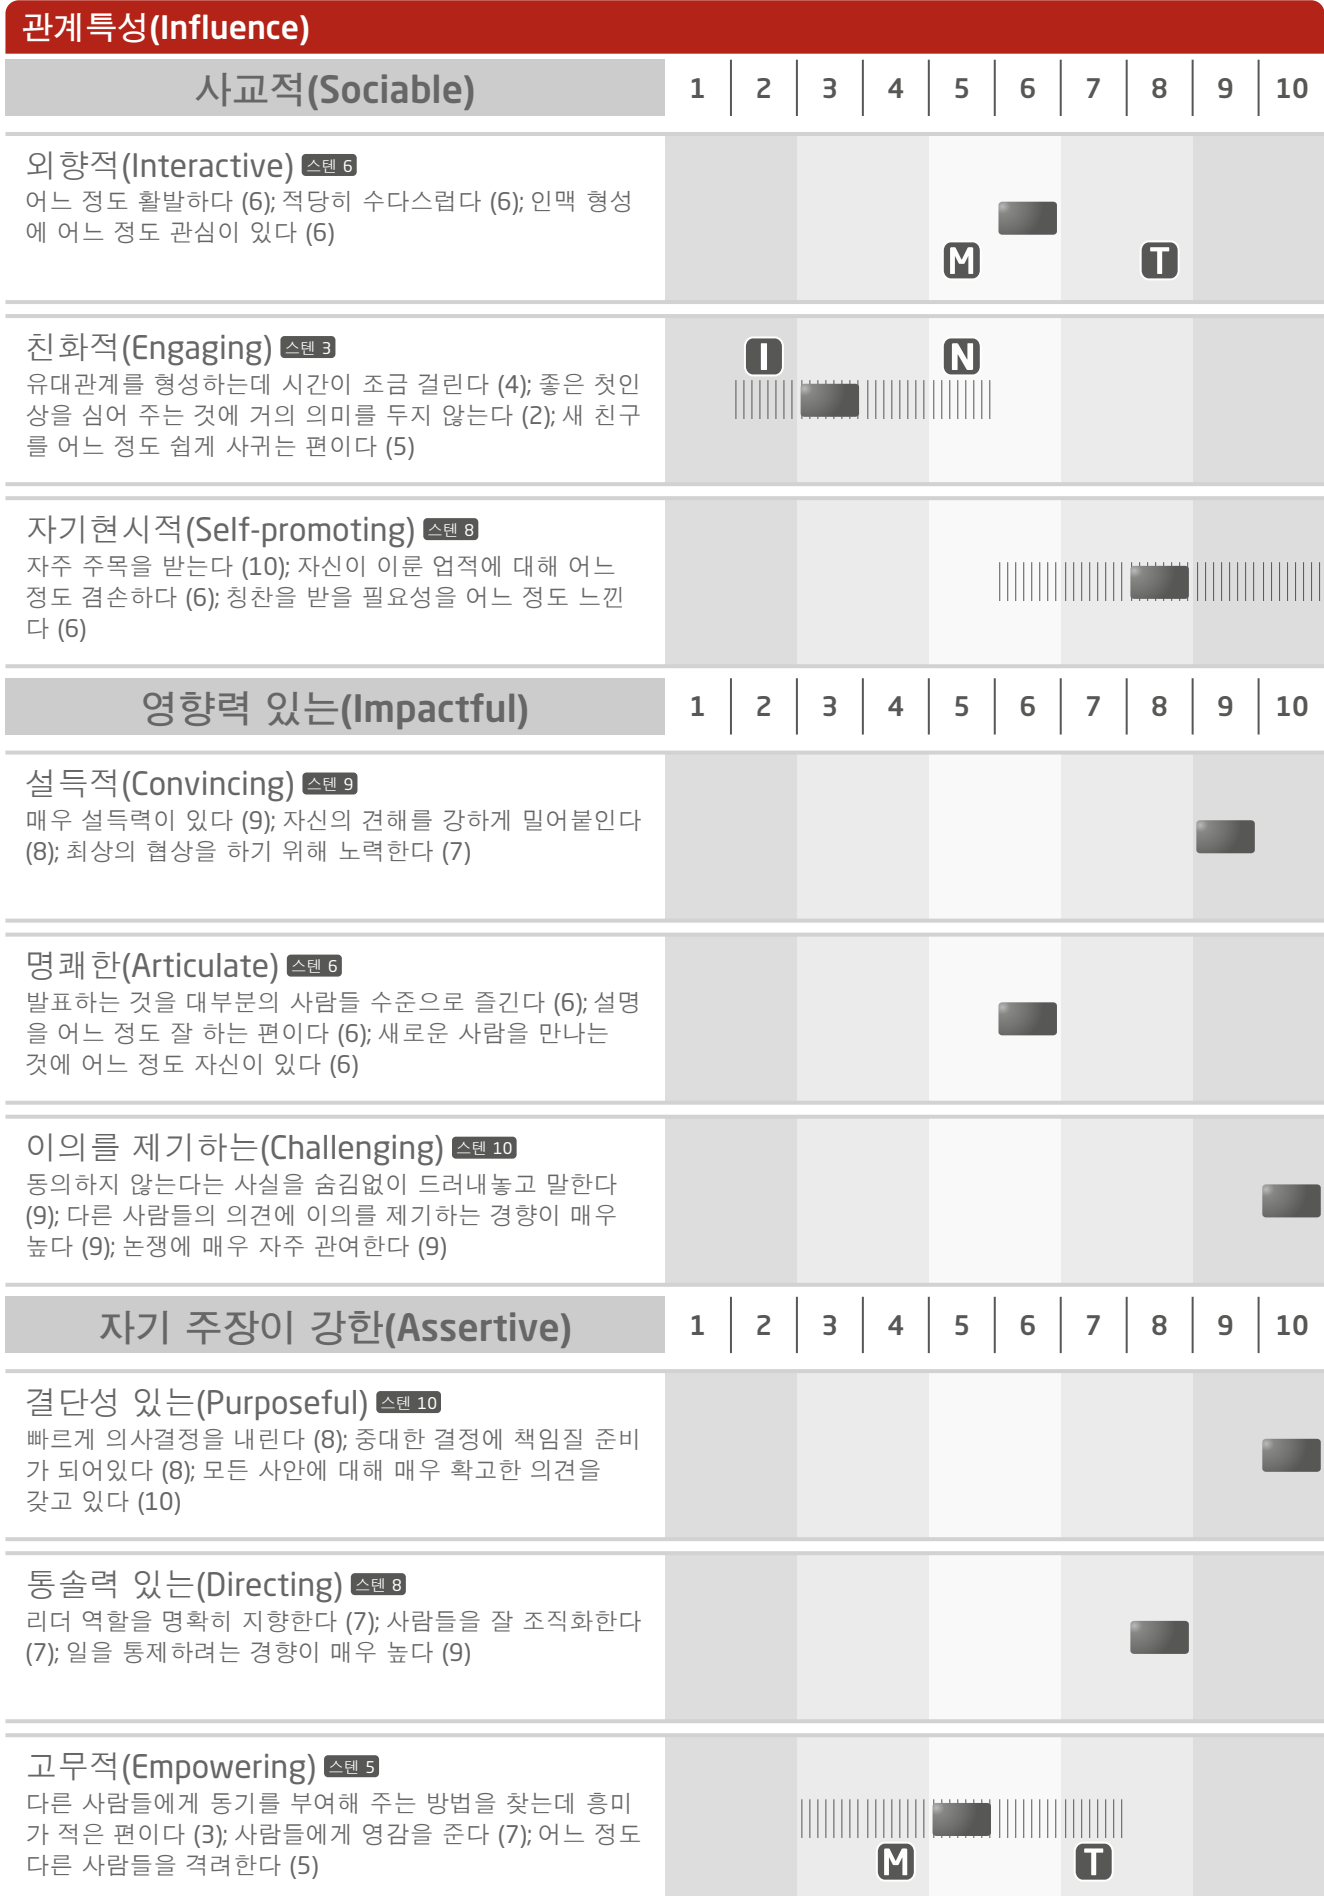 관계특성(Influence)
사교적(Sociable) 1 2 3 4 5 6 7 8 9 10
외향적(Interactive) 스텐 6
어느 정도 활발하다 (6); 적당히 수다스럽다 (6); 인맥 형성
에 어느 정도 관심이 있다 (6)
M T
친화적(Engaging) 스텐 3
I N
유대관계를 형성하는데 시간이 조금 걸린다 (4); 좋은 첫인
상을 심어 주는 것에 거의 의미를 두지 않는다 (2); 새 친구
를 어느 정도 쉽게 사귀는 편이다 (5)
자기현시적(Self-promoting) 스텐 8
자주 주목을 받는다 (10); 자신이 이룬 업적에 대해 어느
정도 겸손하다 (6); 칭찬을 받을 필요성을 어느 정도 느낀
다 (6)
영향력 있는(Impactful) 1 2 3 4 5 6 7 8 9 10
설득적(Convincing) 스텐 9
매우 설득력이 있다 (9); 자신의 견해를 강하게 밀어붙인다
(8); 최상의 협상을 하기 위해 노력한다 (7)
명쾌한(Articulate) 스텐 6
발표하는 것을 대부분의 사람들 수준으로 즐긴다 (6); 설명
을 어느 정도 잘 하는 편이다 (6); 새로운 사람을 만나는
것에 어느 정도 자신이 있다 (6)
이의를 제기하는(Challenging) 스텐 10
동의하지 않는다는 사실을 숨김없이 드러내놓고 말한다
(9); 다른 사람들의 의견에 이의를 제기하는 경향이 매우
높다 (9); 논쟁에 매우 자주 관여한다 (9)
자기 주장이 강한(Assertive) 1 2 3 4 5 6 7 8 9 10
결단성 있는(Purposeful) 스텐 10
빠르게 의사결정을 내린다 (8); 중대한 결정에 책임질 준비
가 되어있다 (8); 모든 사안에 대해 매우 확고한 의견을
갖고 있다 (10)
통솔력 있는(Directing) 스텐 8
리더 역할을 명확히 지향한다 (7); 사람들을 잘 조직화한다
(7); 일을 통제하려는 경향이 매우 높다 (9)
고무적(Empowering) 스텐 5
다른 사람들에게 동기를 부여해 주는 방법을 찾는데 흥미
가 적은 편이다 (3); 사람들에게 영감을 준다 (7); 어느 정도
다른 사람들을 격려한다 (5)
M T